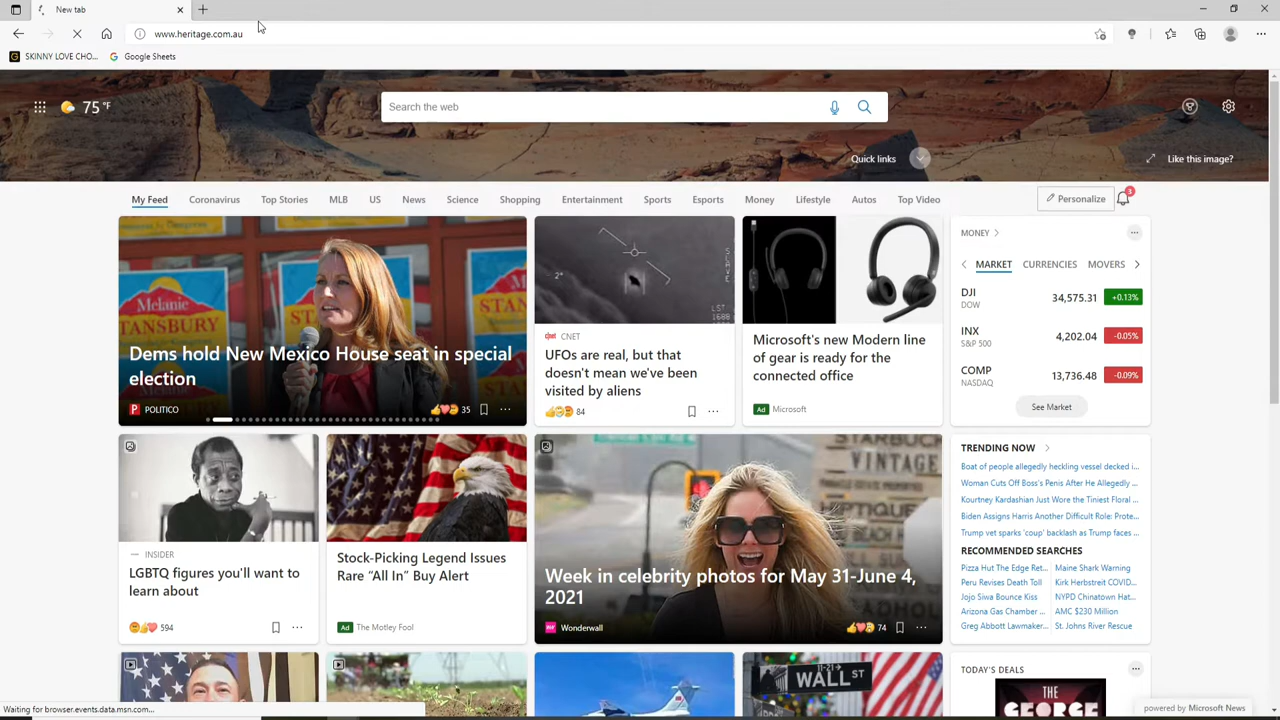 New tab
www.heritage.com.au
SKINNY LOVE CHO...
Google Sheets
75 °F
Search the web
Quick links
Like this image?
My Feed
Coronavirus
Top Stories
MLB
US
News
Science
Shopping
Entertainment
Sports
Esports
Money
Lifestyle
Autos
Top Video
Personalize
3
Melanie
STANSBURY
STAN
Dems hold New Mexico House seat in special
election
POLITICO
35
2°
LST
1688
cnet CNET
UFOs are real, but that
doesn't mean we've been
visited by aliens
84
Microsoft's new Modern line
of gear is ready for the
connected office
Ad Microsoft
MONEY
MARKET
CURRENCIES
MOVERS
DJI
DOW
34,575.31
+0.13%
INX
S&P 500
4,202.04
-0.05%
COMP
NASDAQ
13,736.48
-0.09%
See Market
INSIDER
LGBTQ figures you'll want to
learn about
594
Stock-Picking Legend Issues
Rare “All In” Buy Alert
Ad The Motley Fool
STARBUCK
VINTAGE
Week in celebrity photos for May 31-June 4,
2021
Wonderwall
74
TRENDING NOW
Boat of people allegedly heckling vessel decked i...
Woman Cuts Off Boss's Penis After He Allegedly ...
Kourtney Kardashian Just Wore the Tiniest Floral ...
Biden Assigns Harris Another Difficult Role: Prote...
Trump vet sparks 'coup' backlash as Trump faces ...
RECOMMENDED SEARCHES
Pizza Hut The Edge Ret...
Maine Shark Warning
Peru Revises Death Toll
Kirk Herbstreit COVID...
Jojo Siwa Bounce Kiss
NYPD Chinatown Hat...
Arizona Gas Chamber ...
AMC $230 Million
Greg Abbott Lawmaker...
St. Johns River Rescue
WALL ST
TODAY'S DEALS
THE
GEORGE
powered by Microsoft News
Waiting for browser.events.data.msn.com...